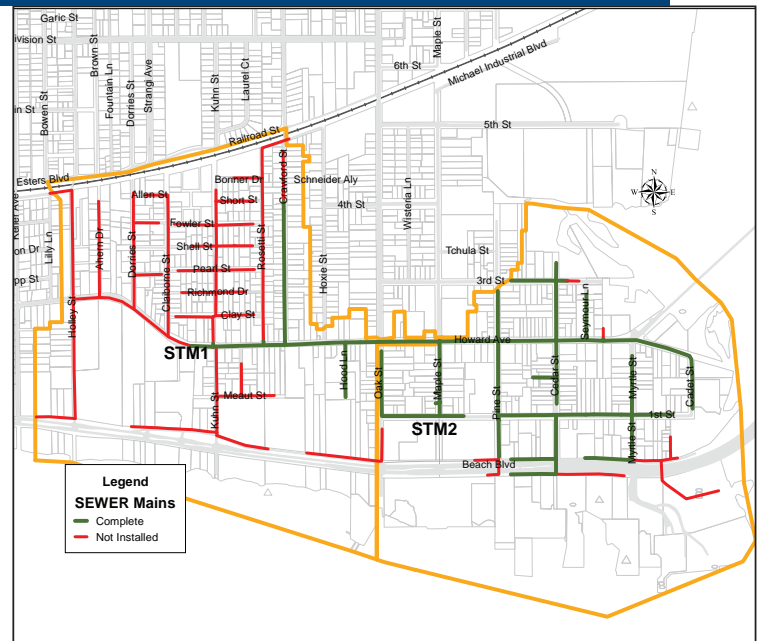 Garic St
ivision St
Brown St
Fountain Ln
Dorries St
Strangi Ave
Kuhn St
Laurel Ct
Maple St
6th St
Michael Industrial Blvd
in St
Bowen St
5th St
Railroad St
Esters Blvd
Bonner Dr
Crawford St
Schneider Aly
Allen St
Short St
4th St
Wisteria Ln
N
W
E
S
Lilly Ln
Ahern Dr
Dorries St
Claiborne St
Fowler St
Shell St
Rosetti St
Hoxie St
Tchula St
on Dr
pp St
Pearl St
Richmond Dr
Clay St
3rd St
Seymour Ln
Holley St
STM1
Howard Ave
Hood Ln
Oak St
Maple St
Pine St
Cedar St
Myrtle St
Cadet St
Meaut St
Kuhn St
STM2
1st St
Myrtle St
Beach Blvd
Legend
SEWER Mains
Complete
Not Installed